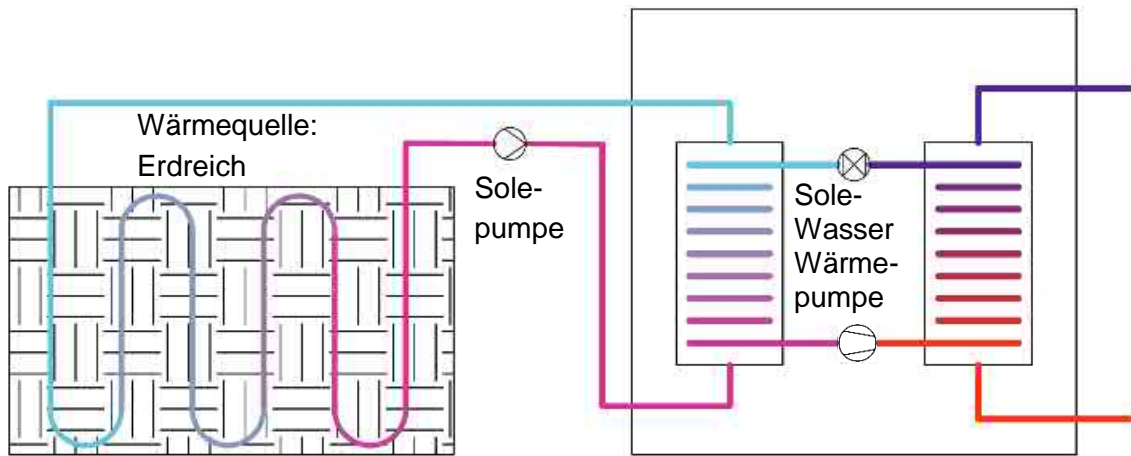 Wärmequelle:
Erdreich
Sole-
pumpe
Sole-
Wasser
Wärme-
pumpe